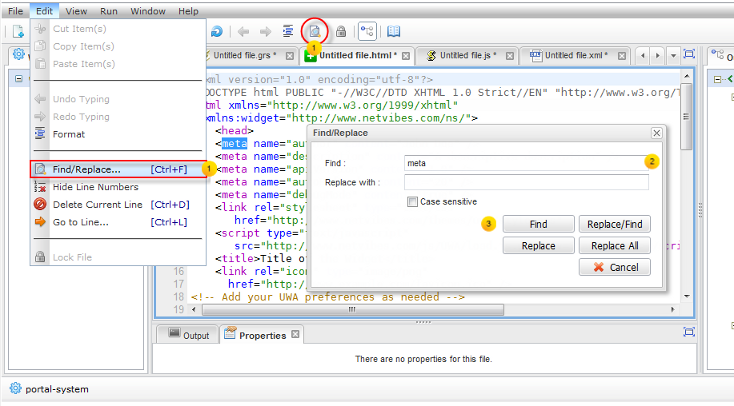 File Edit View Run Window Help
Cut Item(s)
Copy Item(s)
Paste Item(s)
Undo Typing
Redo Typing
Format
Find/Replace... [Ctrl+F] 1
Hide Line Numbers
Delete Current Line [Ctrl+D]
Go to Line... [Ctrl+L]
Lock File
1
Untitled file.grs * Untitled file.html * Untitled file.js * Untitled file.xml *
xml version="1.0" encoding="utf-8"?>
DOCTYPE html PUBLIC "-//W3C//DTD XHTML 1.0 Strict//EN" "http://www.w3.org/T
html xmlns="http://www.w3.org/1999/xhtml"
xmlns:widget="http://www.netvibes.com/ns/">
<head>
<meta name="au
<meta name="des
<meta name="ap
<meta name="au
<meta name="del
<link rel="sty
href="http:/
<script type="
src="http:/ cri
<title>Title o
16 <link rel="ico
17 href="http:/
18 <!-- Add your UWA preferences as needed -->
19
Find/Replace
Find : meta 2
Replace with :
Case sensitive
3 Find Replace/Find
Replace Replace All
Cancel
Output Properties
There are no properties for this file.
portal-system